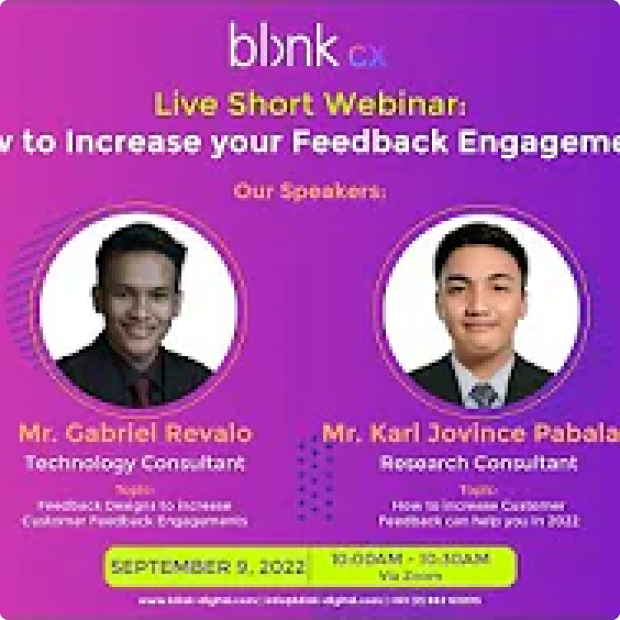 blbnk cx
Live Short Webinar:
w to Increase your Feedback Engageme
Our Speakers:
Mr. Gabriel Revalo
Technology Consultant
Topic:
Feedback Designs to Increase
Customer Feedback Engagements
Mr. Karl Jovince Pabala
Research Consultant
Topic:
How to Increase Customer
Feedback can help you in 2022
SEPTEMBER 9, 2022
10:00AM - 10:30AM
Via Zoom